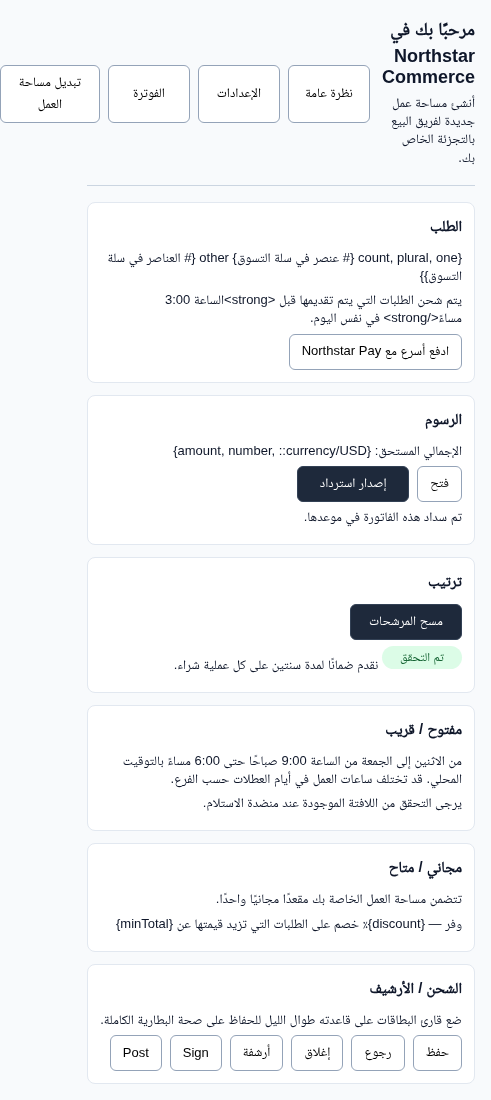 مرحبًا بك في
Northstar
Commerce
أنشئ مساحة عمل
جديدة لفريق البيع
بالتجزئة الخاص
بك.
نظرة عامة
الإعدادات
الفوترة
تبديل مساحة
العمل
الطلب
{count, plural, one {# عنصر في سلة التسوق} other {# العناصر في سلة
التسوق}}
يتم شحن الطلبات التي يتم تقديمها قبل <strong>الساعة 3:00
مساءً</strong> في نفس اليوم.
ادفع أسرع مع Northstar Pay
الرسوم
الإجمالي المستحق: {amount, number, ::currency/USD}
فتح
إصدار استرداد
تم سداد هذه الفاتورة في موعدها.
ترتيب
مسح المرشحات
تم التحقق
نقدم ضمانًا لمدة سنتين على كل عملية شراء.
مفتوح / قريب
من الاثنين إلى الجمعة من الساعة 9:00 صباحًا حتى 6:00 مساءً بالتوقيت
المحلي. قد تختلف ساعات العمل في أيام العطلات حسب الفرع.
يرجى التحقق من اللافتة الموجودة عند منضدة الاستلام.
مجاني / متاح
تتضمن مساحة العمل الخاصة بك مقعدًا مجانيًا واحدًا.
وفر — {discount}٪ خصم على الطلبات التي تزيد قيمتها عن {minTotal}
الشحن / الأرشيف
ضع قارئ البطاقات على قاعدته طوال الليل للحفاظ على صحة البطارية الكاملة.
حفظ
رجوع
إغلاق
أرشفة
Sign
Post